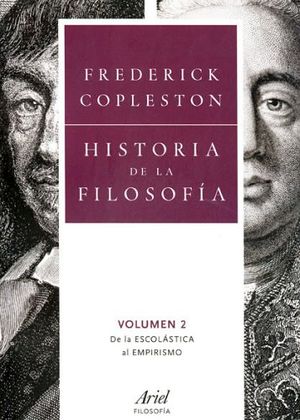 FREDERICK
COPLESTON
HISTORIA
DE LA
FILOSOFÍA
VOLUMEN 2
De la ESCOLÁSTICA
al EMPIRISMO
Ariel
FILOSOFÍA